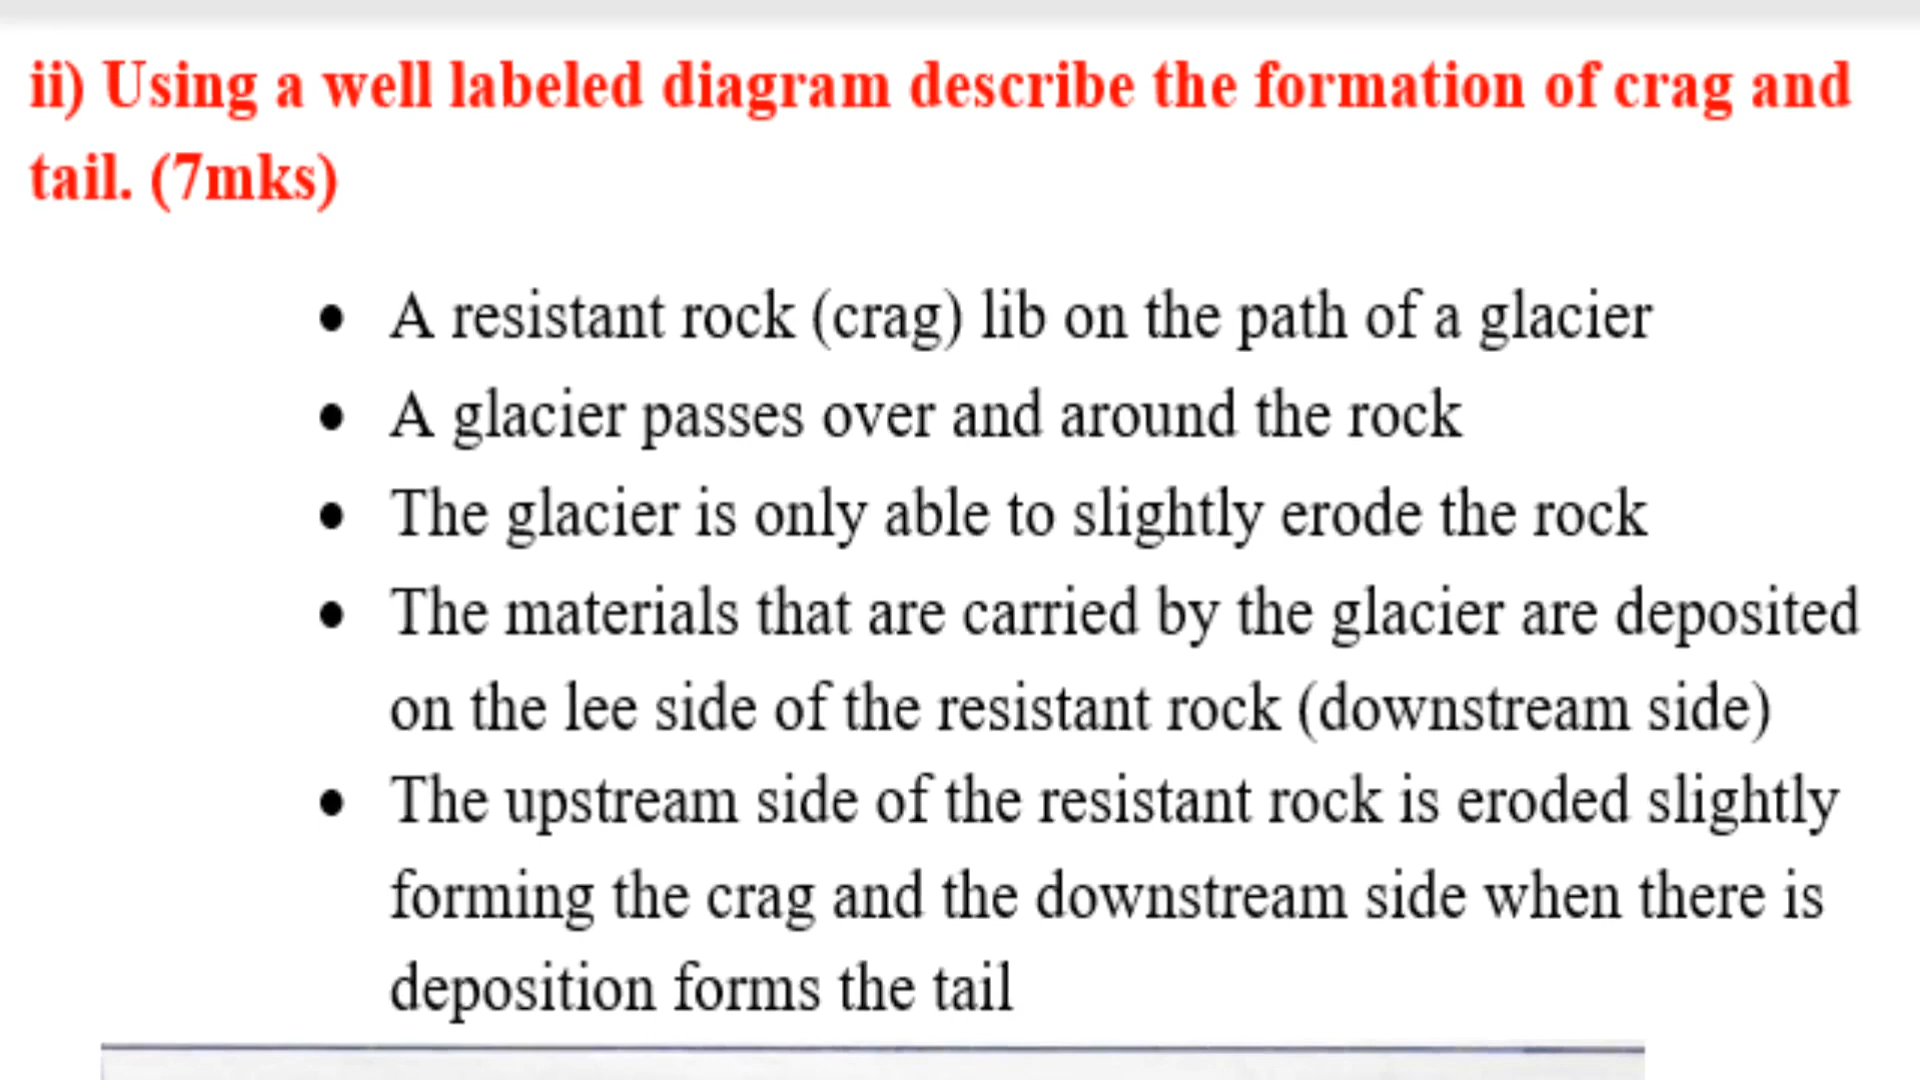 ii) Using a well labeled diagram describe the formation of crag and
tail. (7mks)
• A resistant rock (crag) lib on the path of a glacier
• A glacier passes over and around the rock
• The glacier is only able to slightly erode the rock
• The materials that are carried by the glacier are deposited
on the lee side of the resistant rock (downstream side)
• The upstream side of the resistant rock is eroded slightly
forming the crag and the downstream side when there is
deposition forms the tail